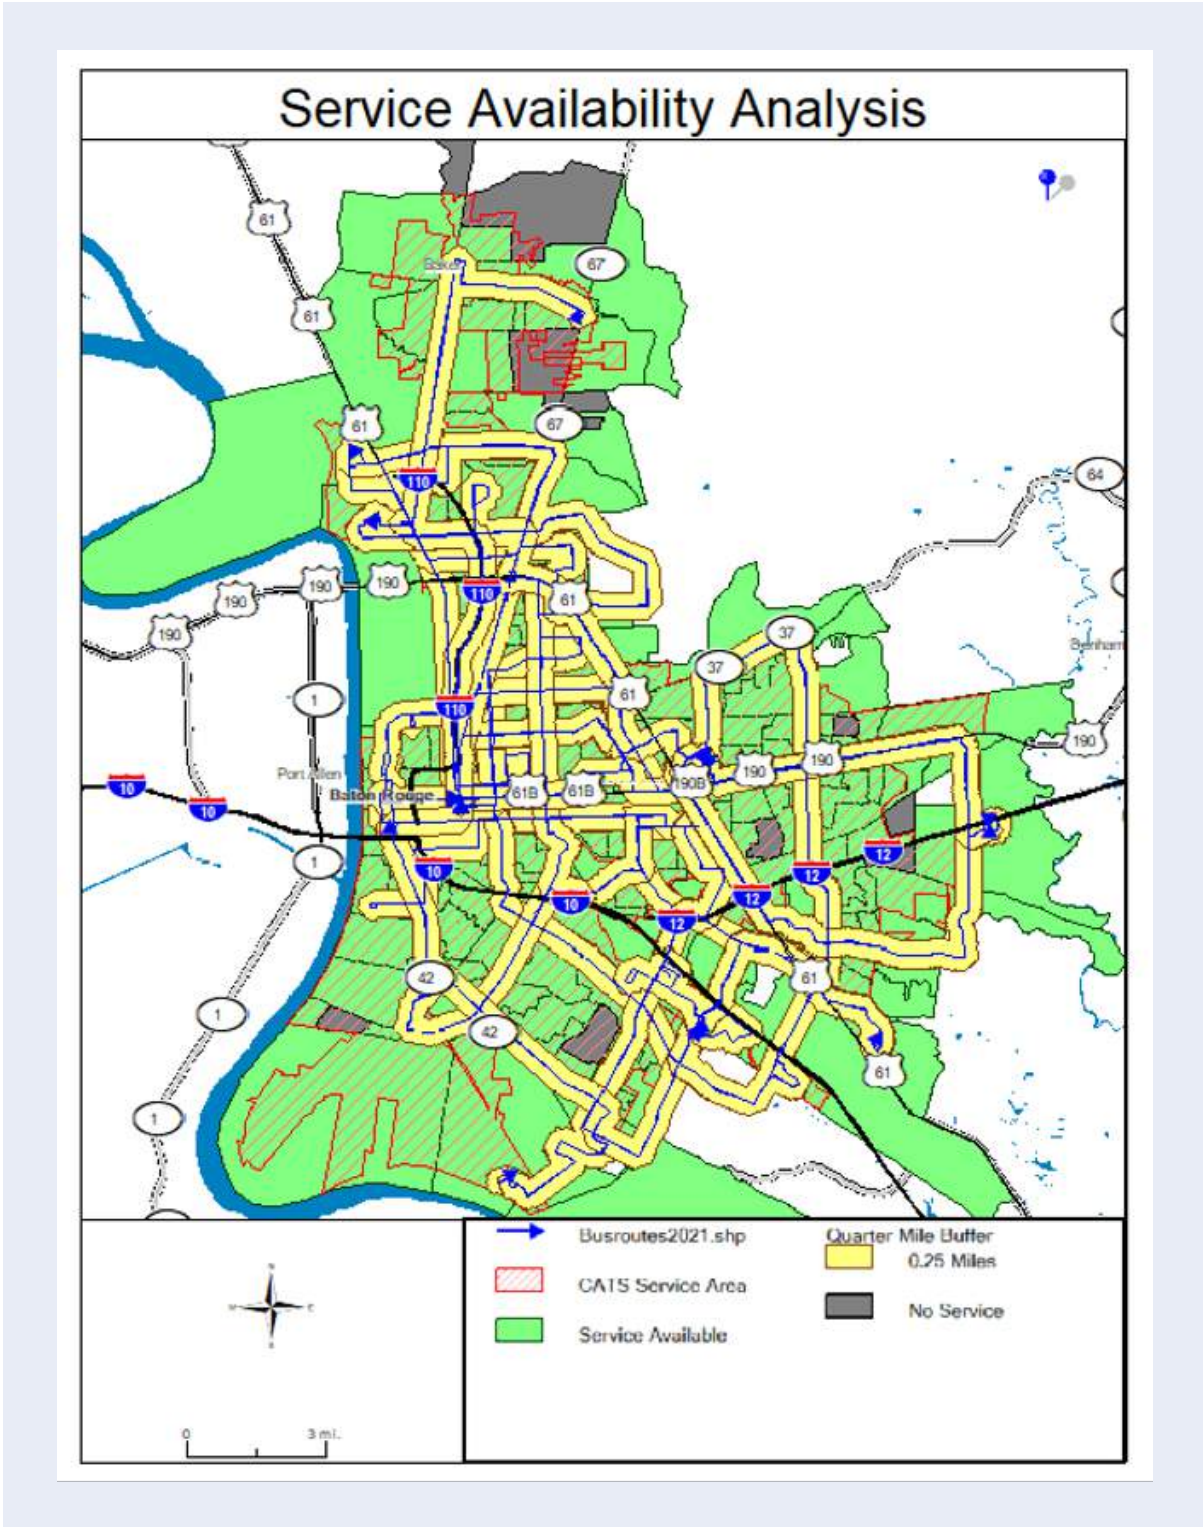 Service Availability Analysis
61
67
Baker
61
61
67
64
110
190
190
190
110
61
190
37
37
Denham
61
1
110
190
190
190
Port Allen
10
190B
61B
61B
Baton Rouge
10
12
1
10
12
12
10
12
42
61
1
42
61
1
Busroutes2021.shp
Quarter Mile Buffer
0.25 Miles
CATS Service Area
No Service
Service Available
N
W
E
S
0
3 mi.